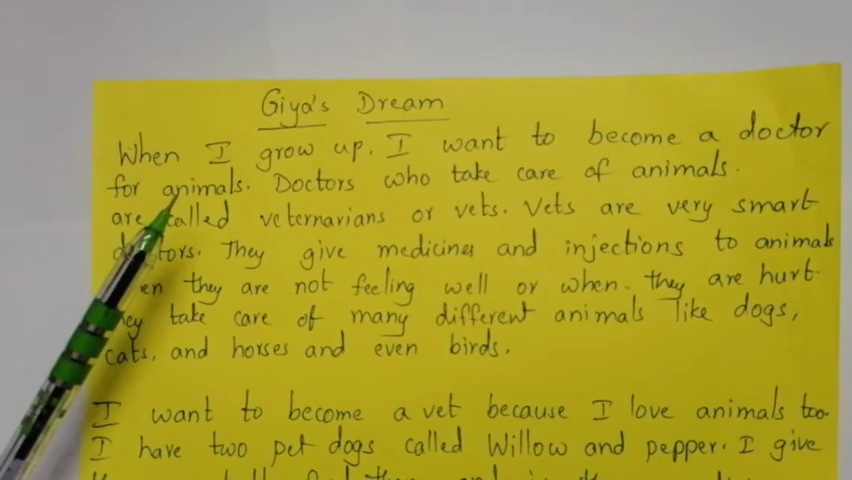 Giya's Dream
When I grow up, I want to become a doctor
for animals. Doctors who take care of animals.
are called veternarians or vets. Vets are very smart
They give medicines and injections to animals
they are not feeling well or when they are hurt.
take care of many different animals like dogs,
cats, and horses and even birds.
I want to become a vet because I love animals too.
I have two pet dogs called Willow and pepper. I give